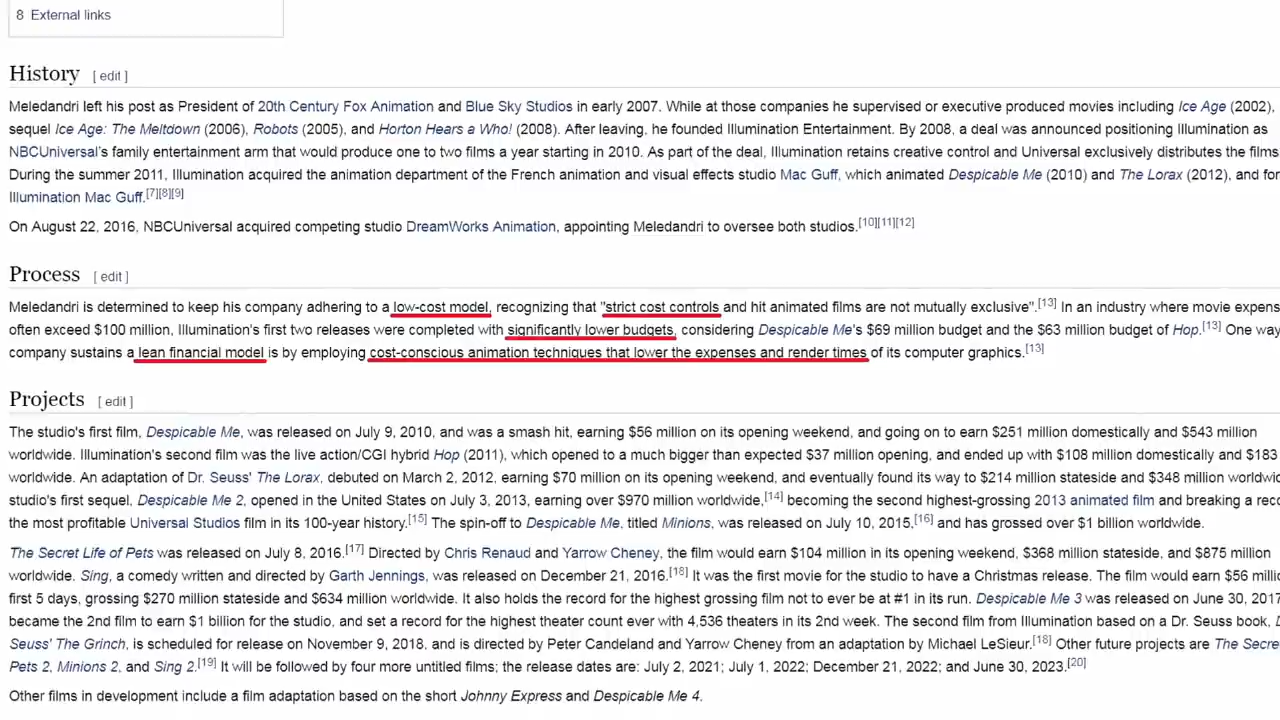 8 External links
History [ edit ]
Meledandri left his post as President of 20th Century Fox Animation and Blue Sky Studios in early 2007. While at those companies he supervised or executive produced movies including Ice Age (2002),
sequel Ice Age: The Meltdown (2006), Robots (2005), and Horton Hears a Who! (2008). After leaving, he founded Illumination Entertainment. By 2008, a deal was announced positioning Illumination as
NBCUniversal's family entertainment arm that would produce one to two films a year starting in 2010. As part of the deal, Illumination retains creative control and Universal exclusively distributes the films
During the summer 2011, Illumination acquired the animation department of the French animation and visual effects studio Mac Guff, which animated Despicable Me (2010) and The Lorax (2012), and for
Illumination Mac Guff.[7][8][9]
On August 22, 2016, NBCUniversal acquired competing studio DreamWorks Animation, appointing Meledandri to oversee both studios.[10][11][12]
Process [ edit ]
Meledandri is determined to keep his company adhering to a low-cost model, recognizing that "strict cost controls and hit animated films are not mutually exclusive".[13] In an industry where movie expens
often exceed $100 million, Illumination's first two releases were completed with significantly lower budgets, considering Despicable Me's $69 million budget and the $63 million budget of Hop.[13] One way
company sustains a lean financial model is by employing cost-conscious animation techniques that lower the expenses and render times of its computer graphics.[13]
Projects [ edit ]
The studio's first film, Despicable Me, was released on July 9, 2010, and was a smash hit, earning $56 million on its opening weekend, and going on to earn $251 million domestically and $543 million
worldwide. Illumination's second film was the live action/CGI hybrid Hop (2011), which opened to a much bigger than expected $37 million opening, and ended up with $108 million domestically and $183
worldwide. An adaptation of Dr. Seuss' The Lorax, debuted on March 2, 2012, earning $70 million on its opening weekend, and eventually found its way to $214 million stateside and $348 million worldwid
studio's first sequel, Despicable Me 2, opened in the United States on July 3, 2013, earning over $970 million worldwide,[14] becoming the second highest-grossing 2013 animated film and breaking a reco
the most profitable Universal Studios film in its 100-year history.[15] The spin-off to Despicable Me, titled Minions, was released on July 10, 2015,[16] and has grossed over $1 billion worldwide.
The Secret Life of Pets was released on July 8, 2016.[17] Directed by Chris Renaud and Yarrow Cheney, the film would earn $104 million in its opening weekend, $368 million stateside, and $875 million
worldwide. Sing, a comedy written and directed by Garth Jennings, was released on December 21, 2016.[18] It was the first movie for the studio to have a Christmas release. The film would earn $56 millio
first 5 days, grossing $270 million stateside and $634 million worldwide. It also holds the record for the highest grossing film not to ever be at #1 in its run. Despicable Me 3 was released on June 30, 2017
became the 2nd film to earn $1 billion for the studio, and set a record for the highest theater count ever with 4,536 theaters in its 2nd week. The second film from Illumination based on a Dr. Seuss book, D
Seuss' The Grinch, is scheduled for release on November 9, 2018, and is directed by Peter Candeland and Yarrow Cheney from an adaptation by Michael LeSieur.[18] Other future projects are The Secre
Pets 2, Minions 2, and Sing 2.[19] It will be followed by four more untitled films; the release dates are: July 2, 2021; July 1, 2022; December 21, 2022; and June 30, 2023.[20]
Other films in development include a film adaptation based on the short Johnny Express and Despicable Me 4.